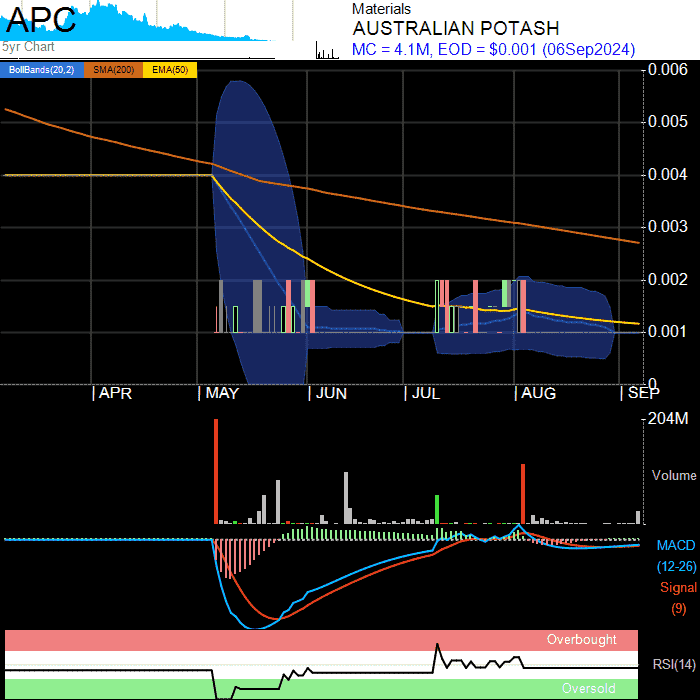 APC
5yr Chart
Materials
AUSTRALIAN POTASH
MC = 4.1M, EOD = $0.001 (06Sep2024)
BollBands(20,2) SMA(200) EMA(50)
0.006
0.005
0.004
0.003
0.002
0.001
0
APR MAY JUN JUL AUG SEP
204M
Volume
MACD
(12-26)
Signal
(9)
Overbought
RSI(14)
Oversold